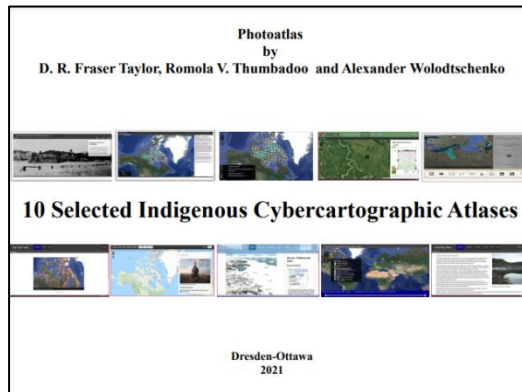 Photoatlas
by
D. R. Fraser Taylor, Romola V. Thumbadoo and Alexander Wolodtschenko
10 Selected Indigenous Cybercartographic Atlases
Dresden-Ottawa
2021